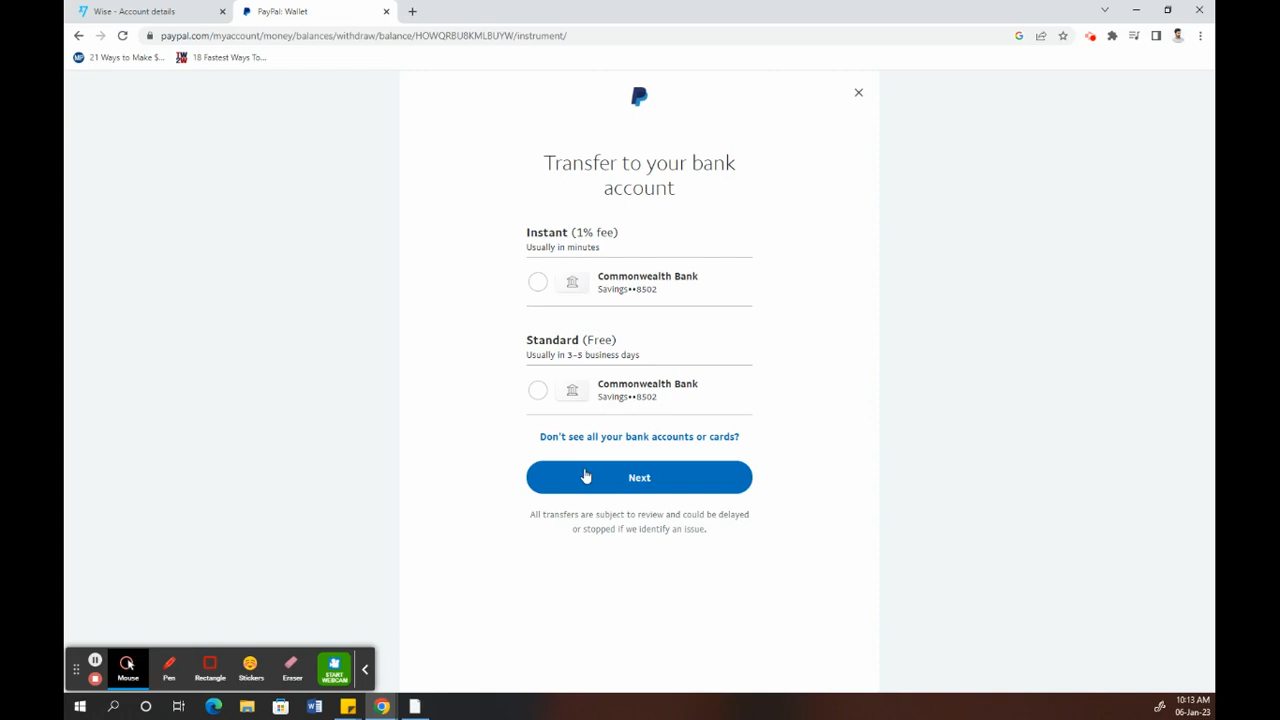 Wise - Account details
PayPal: Wallet
paypal.com/myaccount/money/balances/withdraw/balance/HOWQRBU8KMLBUYW/instrument/
21 Ways to Make $...
18 Fastest Ways To...
Transfer to your bank
account
Instant (1% fee)
Usually in minutes
Commonwealth Bank
Savings••8502
Standard (Free)
Usually in 3-5 business days
Commonwealth Bank
Savings••8502
Don't see all your bank accounts or cards?
Next
All transfers are subject to review and could be delayed
or stopped if we identify an issue.
Mouse
Pen
Rectangle
Stickers
Eraser
START
WEBCAM
10:13 AM
06-Jan-23